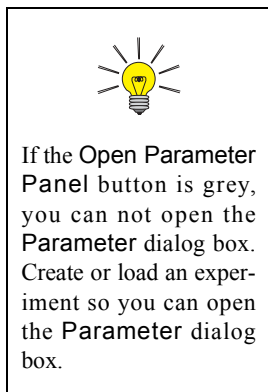 If the Open Parameter
Panel button is grey,
you can not open the
Parameter dialog box.
Create or load an exper-
iment so you can open
the Parameter dialog
box.